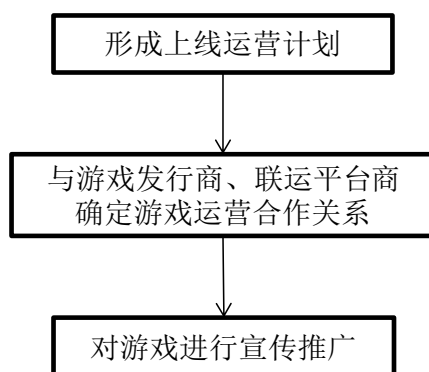 形成上线运营计划
与游戏发行商、联运平台商
确定游戏运营合作关系
对游戏进行宣传推广